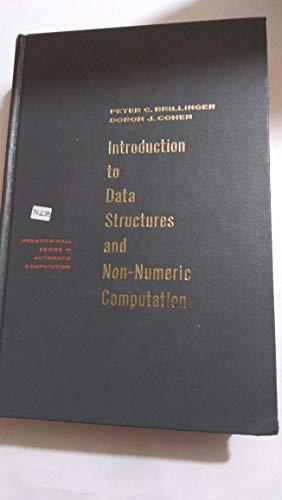 PETER C. BRILLINGER
DORON J. COHEN
Introduction
to
Data
Structures
and
Non-Numeric
Computation
PRENTICE-HALL
SERIES IN
AUTOMATIC
COMPUTATION